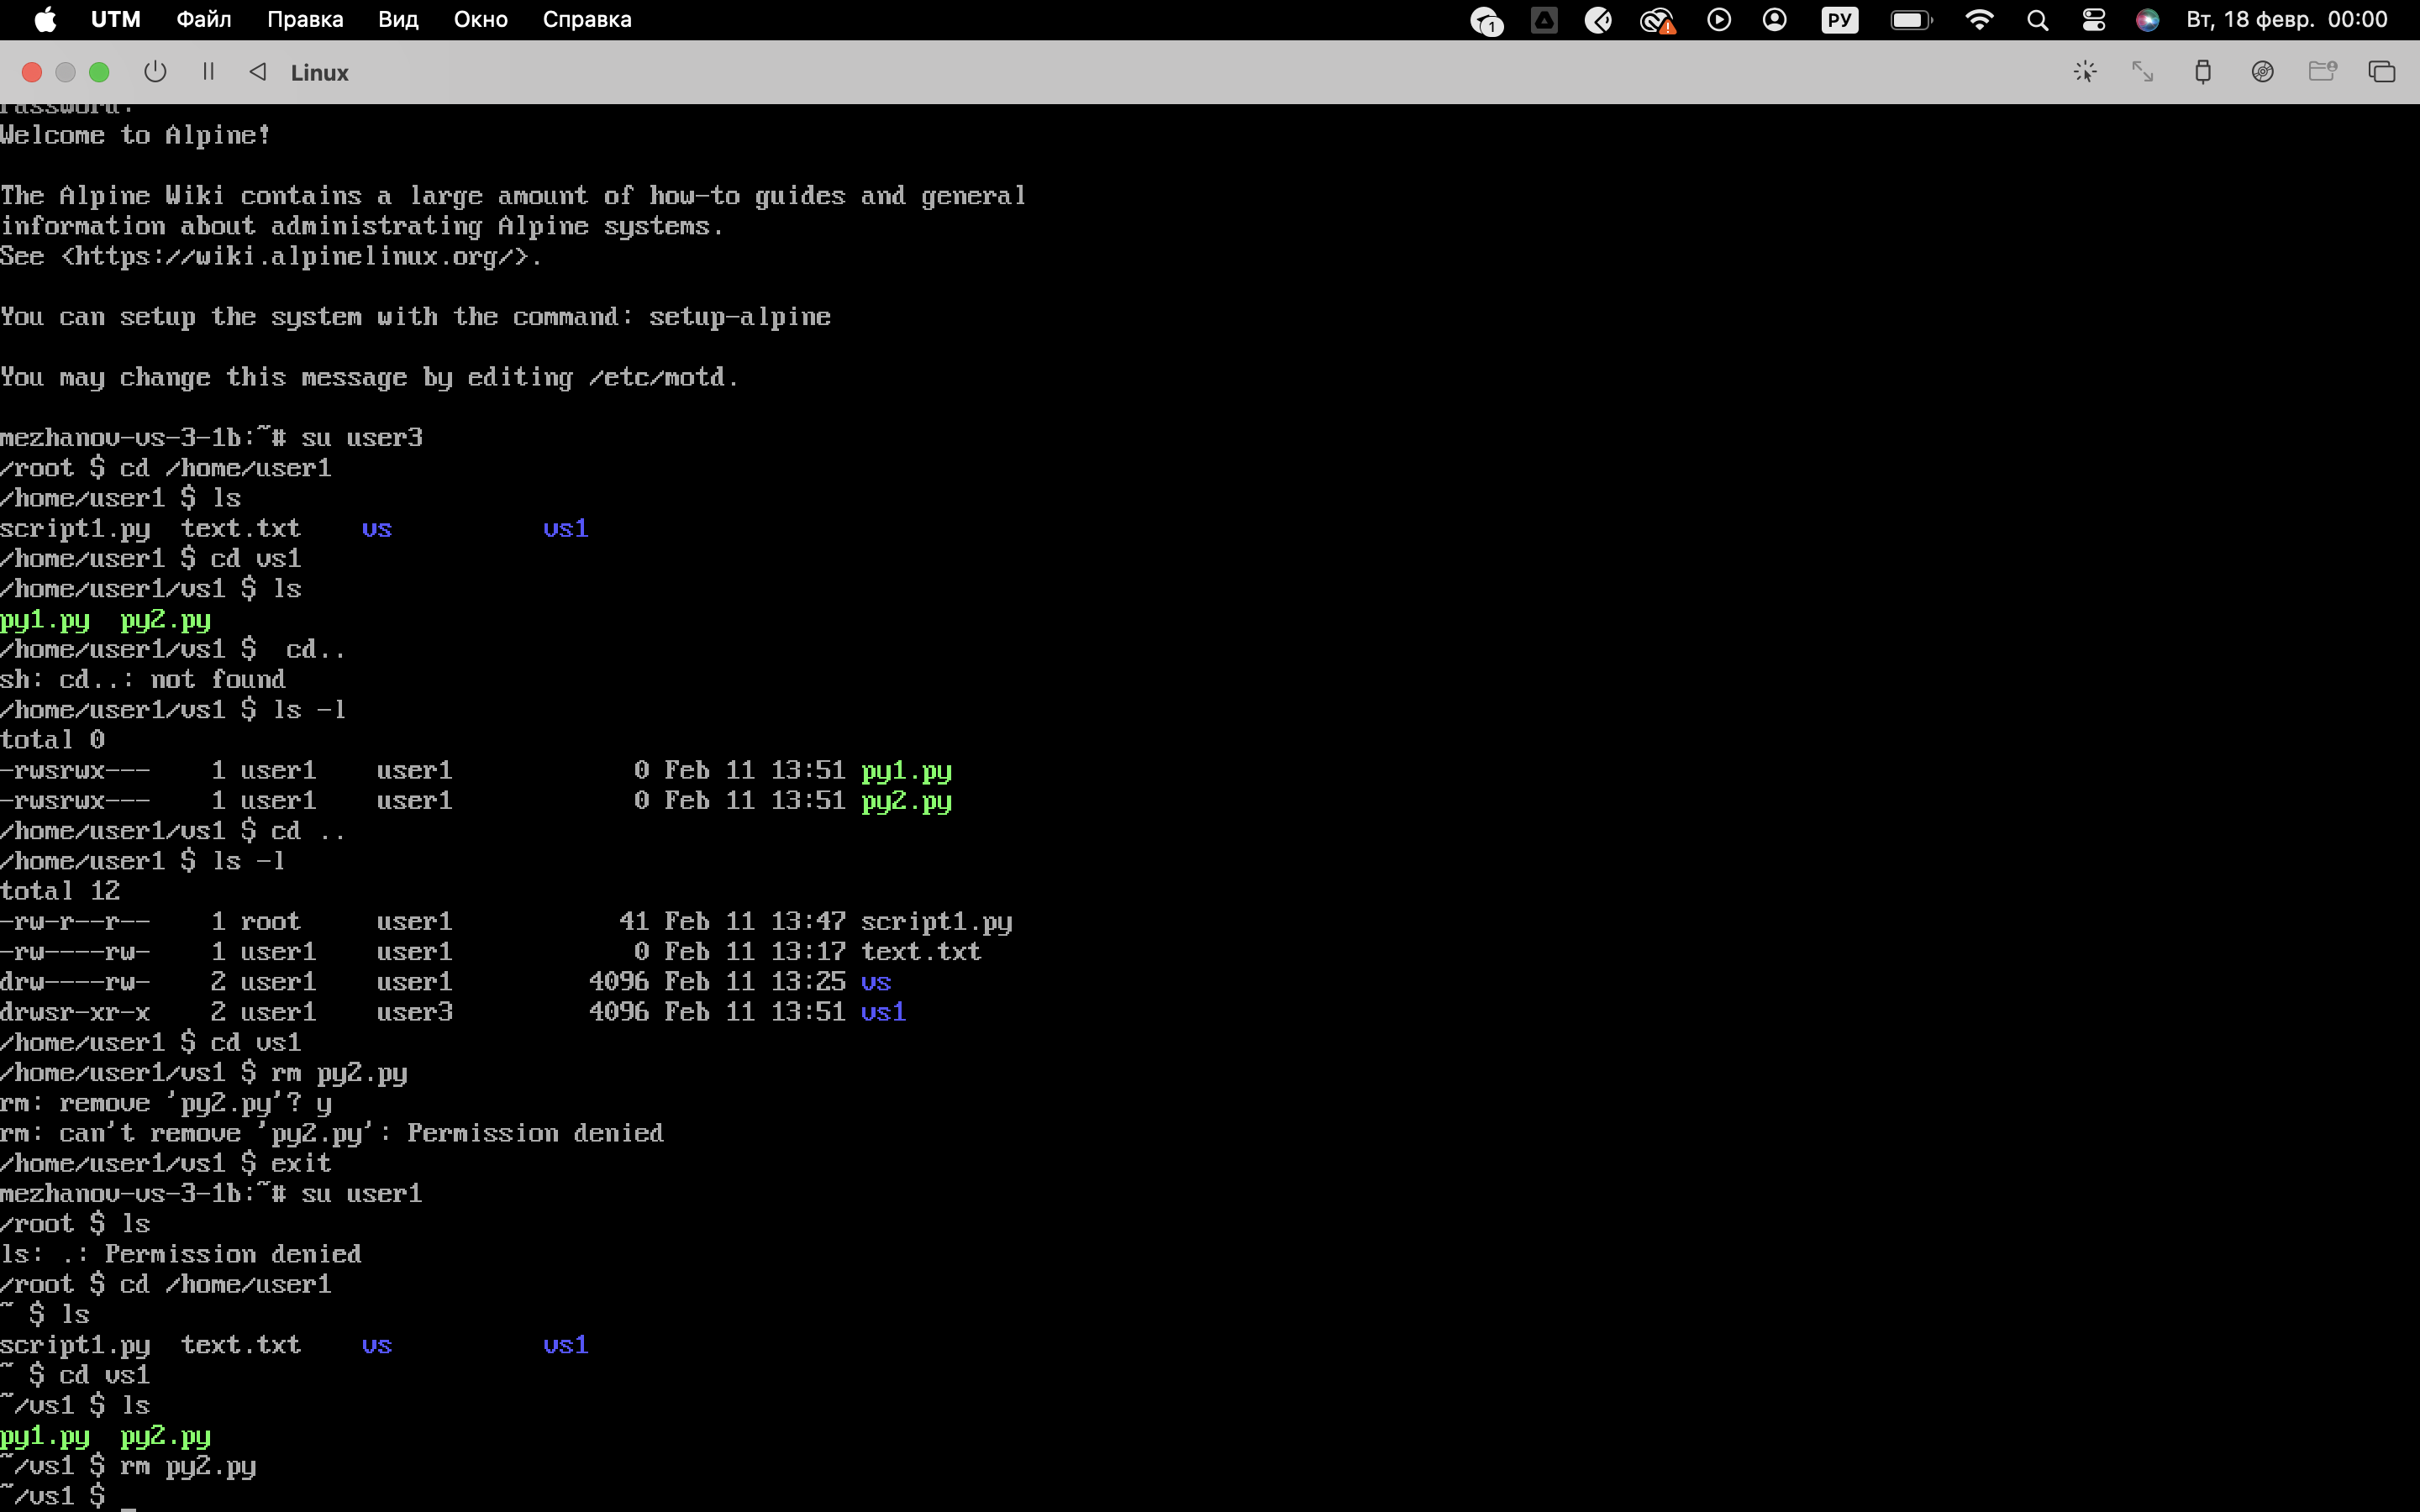 UTM Файл Правка Вид Окно Справка 1 РУ Вт, 18 февр. 00:00
Linux
Password:
Welcome to Alpine!
The Alpine Wiki contains a large amount of how-to guides and general
information about administrating Alpine systems.
See <https://wiki.alpinelinux.org/>.
You can setup the system with the command: setup-alpine
You may change this message by editing /etc/motd.
mezhanov-vs-3-1b:~# su user3
/root $ cd /home/user1
/home/user1 $ ls
script1.py  text.txt    vs          vs1
/home/user1 $ cd vs1
/home/user1/vs1 $ ls
py1.py  py2.py
/home/user1/vs1 $  cd..
sh: cd..: not found
/home/user1/vs1 $ ls -l
total 0
-rwsrwx---    1 user1    user1            0 Feb 11 13:51 py1.py
-rwsrwx---    1 user1    user1            0 Feb 11 13:51 py2.py
/home/user1/vs1 $ cd ..
/home/user1 $ ls -l
total 12
-rw-r--r--    1 root     user1           41 Feb 11 13:47 script1.py
-rw----rw-    1 user1    user1            0 Feb 11 13:17 text.txt
drw----rw-    2 user1    user1         4096 Feb 11 13:25 vs
drwsr-xr-x    2 user1    user3         4096 Feb 11 13:51 vs1
/home/user1 $ cd vs1
/home/user1/vs1 $ rm py2.py
rm: remove 'py2.py'? y
rm: can't remove 'py2.py': Permission denied
/home/user1/vs1 $ exit
mezhanov-vs-3-1b:~# su user1
/root $ ls
ls: .: Permission denied
/root $ cd /home/user1
~ $ ls
script1.py  text.txt    vs          vs1
~ $ cd vs1
~/vs1 $ ls
py1.py  py2.py
~/vs1 $ rm py2.py
~/vs1 $ _